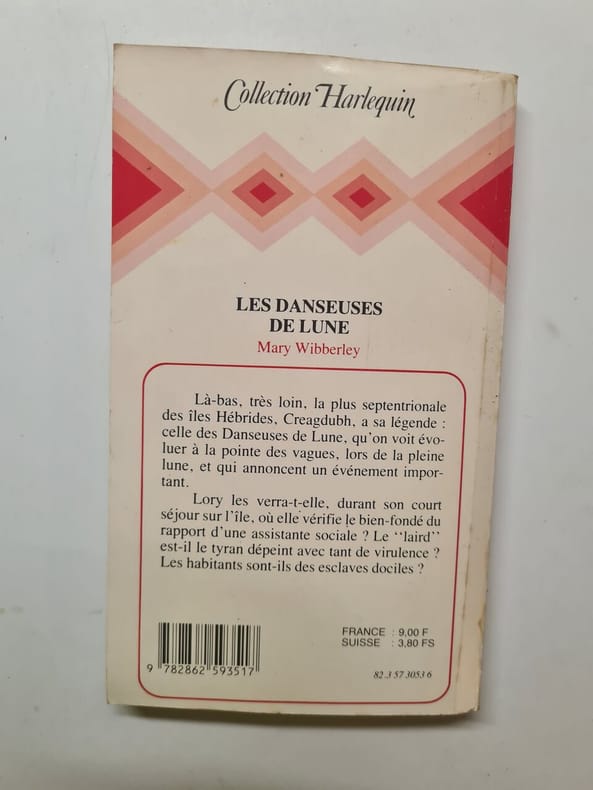 Collection Harlequin
LES DANSEUSES
DE LUNE
Mary Wibberley
Là-bas, très loin, la plus septentrionale
des îles Hébrides, Creagdubh, a sa légende :
celle des Danseuses de Lune, qu'on voit évo-
luer à la pointe des vagues, lors de la pleine
lune, et qui annoncent un événement impor-
tant.
Lory les verra-t-elle, durant son court
séjour sur l'île, où elle vérifie le bien-fondé du
rapport d'une assistante sociale ? Le ‘‘laird’’
est-il le tyran dépeint avec tant de virulence ?
Les habitants sont-ils des esclaves dociles ?
FRANCE : 9,00 F
SUISSE : 3,80 FS
9 782862 593517
82.3 57 3053 6